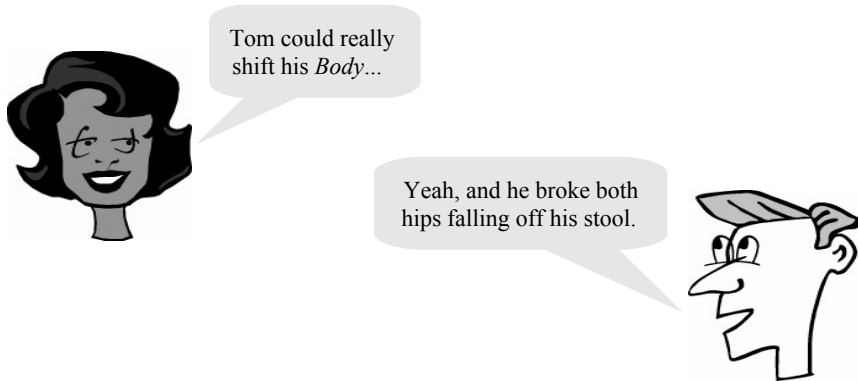 Tom could really
shift his Body...
Yeah, and he broke both
hips falling off his stool.